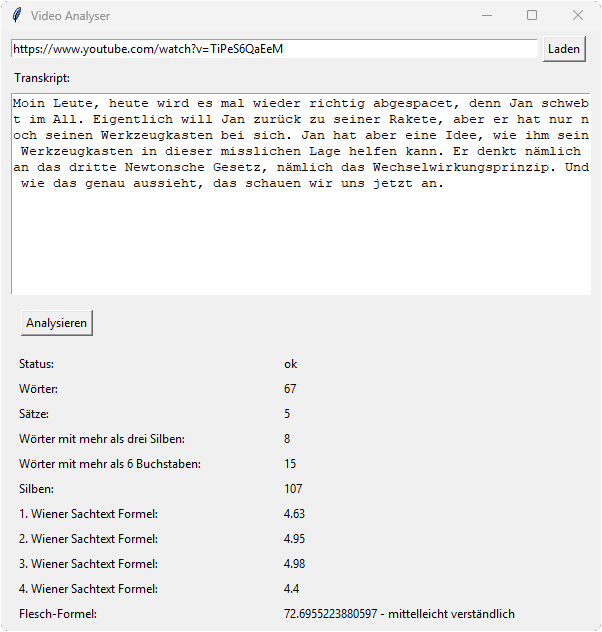 Video Analyser
https://www.youtube.com/watch?v=TiPeS6QaEeM
Laden
Transkript:
Moin Leute, heute wird es mal wieder richtig abgespacet, denn Jan schweb
t im All. Eigentlich will Jan zurück zu seiner Rakete, aber er hat nur n
och seinen Werkzeugkasten bei sich. Jan hat aber eine Idee, wie ihm sein
Werkzeugkasten in dieser misslichen Lage helfen kann. Er denkt nämlich
an das dritte Newtonsche Gesetz, nämlich das Wechselwirkungsprinzip. Und
wie das genau aussieht, das schauen wir uns jetzt an.
Analysieren
Status: ok
Wörter: 67
Sätze: 5
Wörter mit mehr als drei Silben: 8
Wörter mit mehr als 6 Buchstaben: 15
Silben: 107
1. Wiener Sachtext Formel: 4.63
2. Wiener Sachtext Formel: 4.95
3. Wiener Sachtext Formel: 4.98
4. Wiener Sachtext Formel: 4.4
Flesch-Formel: 72.6955223880597 - mittelleicht verständlich